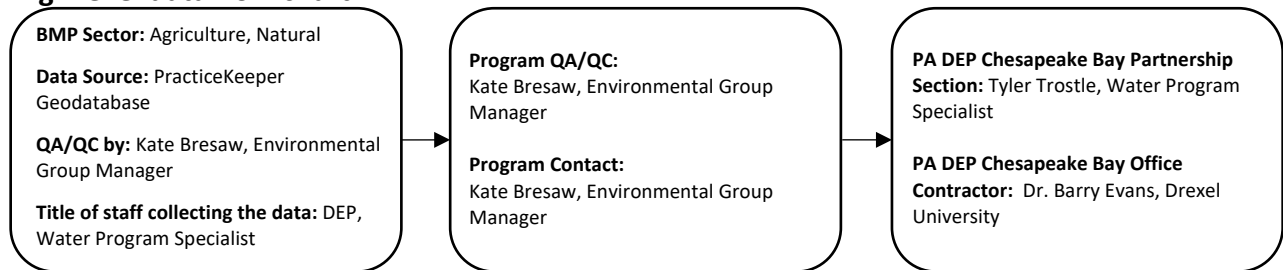 BMP Sector: Agriculture, Natural
Data Source: PracticeKeeper
Geodatabase
QA/QC by: Kate Bresaw, Environmental
Group Manager
Title of staff collecting the data: DEP,
Water Program Specialist
Program QA/QC:
Kate Bresaw, Environmental Group
Manager
Program Contact:
Kate Bresaw, Environmental Group
Manager
PA DEP Chesapeake Bay Partnership
Section: Tyler Trostle, Water Program
Specialist
PA DEP Chesapeake Bay Office
Contractor: Dr. Barry Evans, Drexel
University